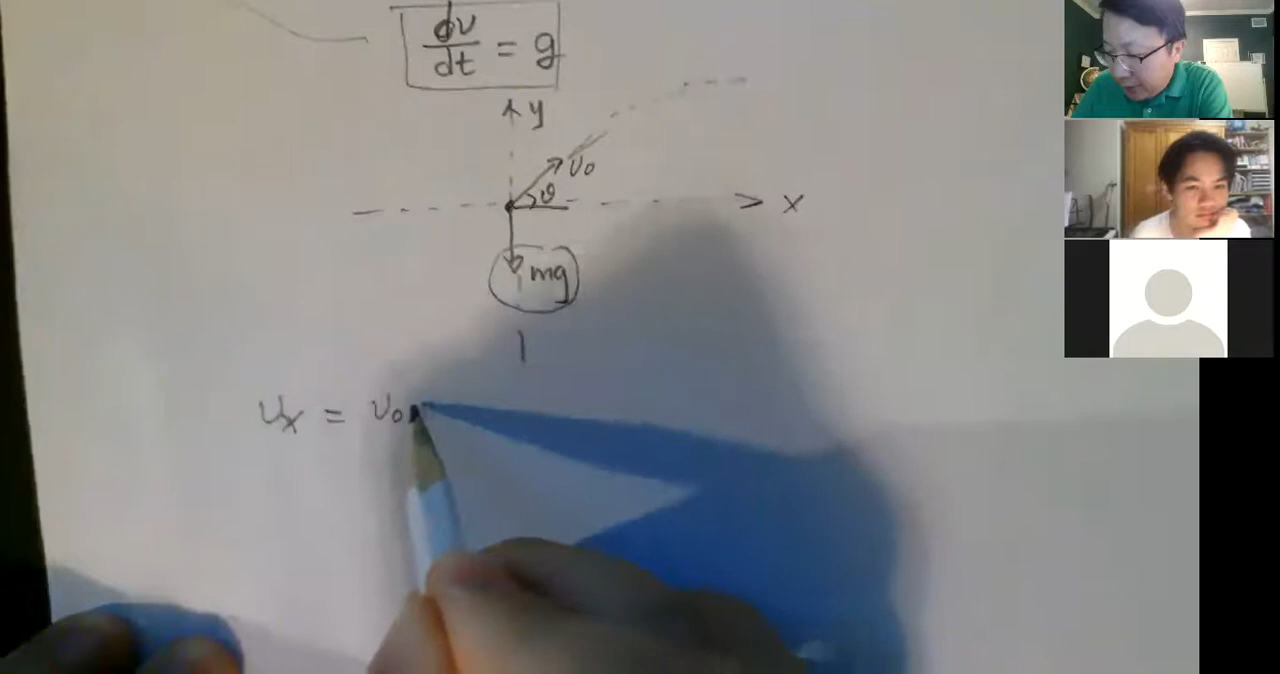 dv/dt = g
y
v₀
θ
x
mg
vₓ = v₀